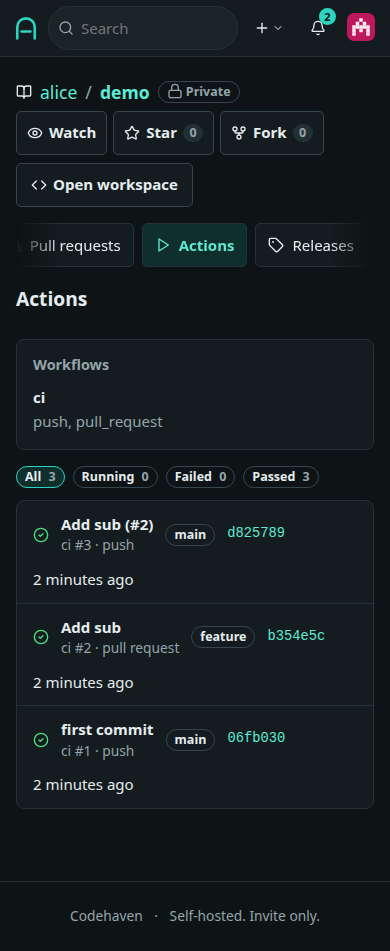 Search
2
alice / demo Private
Watch Star 0 Fork 0
Open workspace
Pull requests Actions Releases
Actions
Workflows
ci
push, pull_request
All 3 Running 0 Failed 0 Passed 3
Add sub (#2) main d825789
ci #3 · push
2 minutes ago
Add sub feature b354e5c
ci #2 · pull request
2 minutes ago
first commit main 06fb030
ci #1 · push
2 minutes ago
Codehaven · Self-hosted. Invite only.